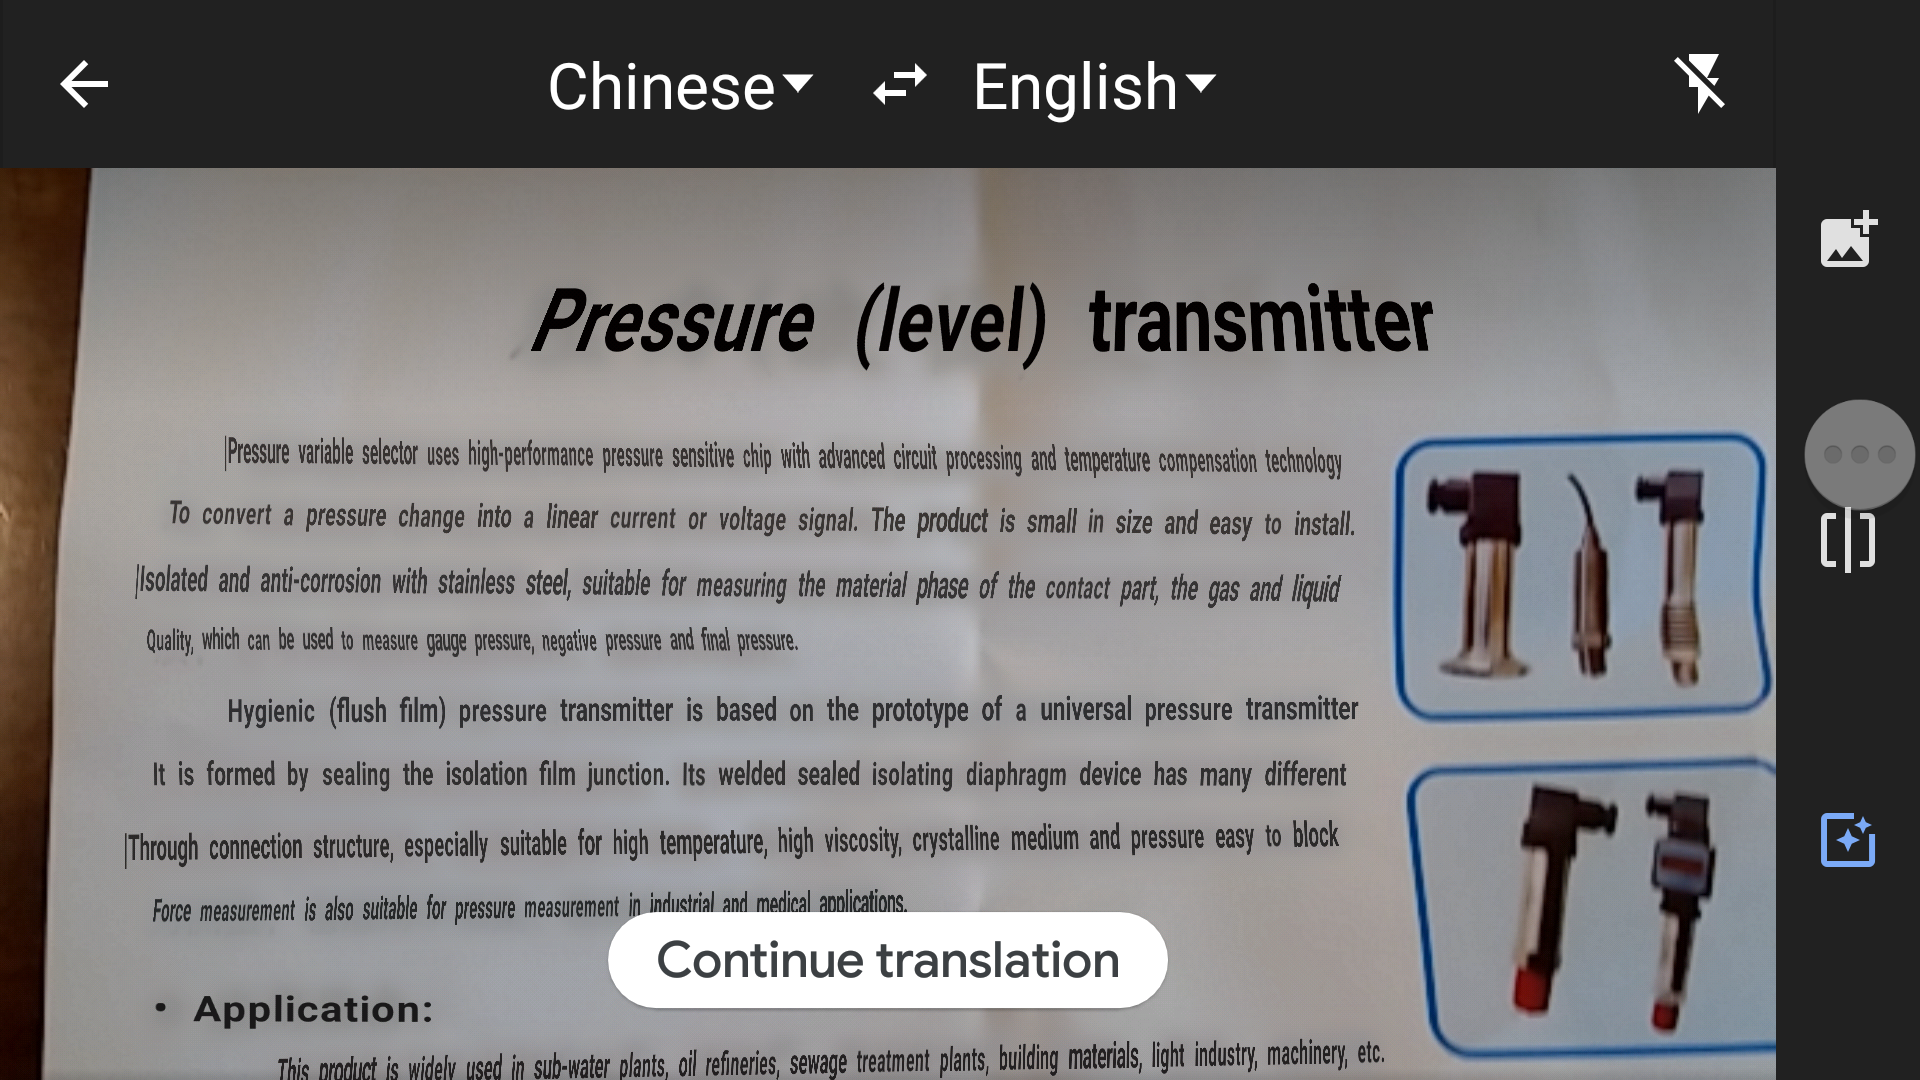 Chinese English
Pressure (level) transmitter
Pressure variable selector uses high-performance pressure sensitive chip with advanced circuit processing and temperature compensation technology
To convert a pressure change into a linear current or voltage signal. The product is small in size and easy to install.
Isolated and anti-corrosion with stainless steel, suitable for measuring the material phase of the contact part, the gas and liquid
Quality, which can be used to measure gauge pressure, negative pressure and final pressure.
Hygienic (flush film) pressure transmitter is based on the prototype of a universal pressure transmitter
It is formed by sealing the isolation film junction. Its welded sealed isolating diaphragm device has many different
Through connection structure, especially suitable for high temperature, high viscosity, crystalline medium and pressure easy to block
Force measurement is also suitable for pressure measurement in industrial and medical applications.
Continue translation
• Application:
This product is widely used in sub-water plants, oil refineries, sewage treatment plants, building materials, light industry, machinery, etc.